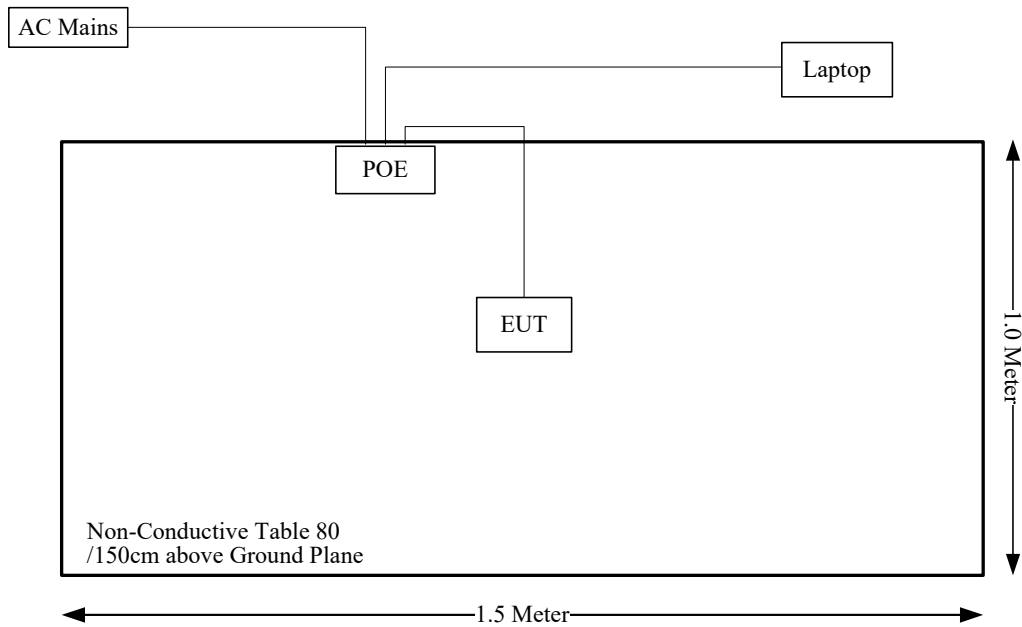 AC Mains
Laptop
POE
EUT
1.0 Meter
Non-Conductive Table 80
/150cm above Ground Plane
1.5 Meter